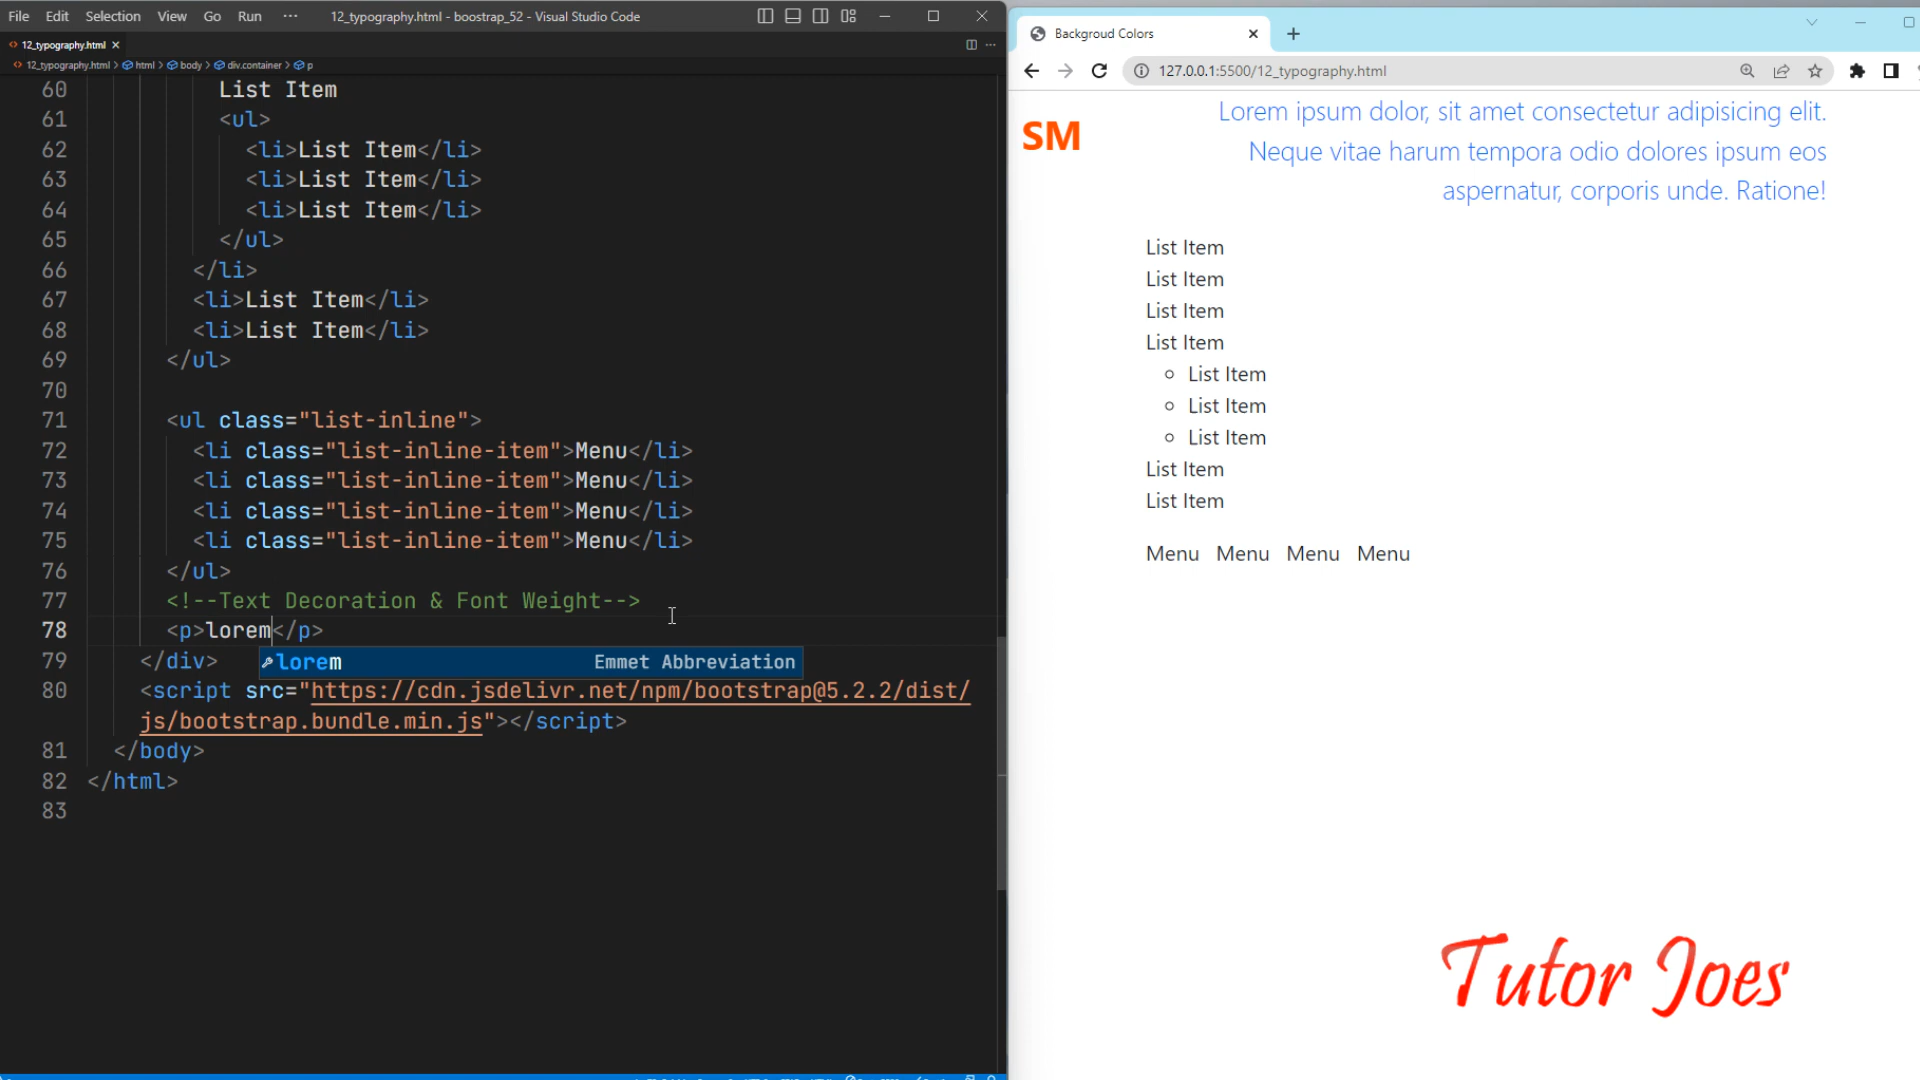 File Edit Selection View Go Run ··· 12_typography.html - boostrap_52 - Visual Studio Code
12_typography.html
12_typography.html > html > body > div.container > p
60 List Item
61 <ul>
62 <li>List Item</li>
63 <li>List Item</li>
64 <li>List Item</li>
65 </ul>
66 </li>
67 <li>List Item</li>
68 <li>List Item</li>
69 </ul>
70
71 <ul class="list-inline">
72 <li class="list-inline-item">Menu</li>
73 <li class="list-inline-item">Menu</li>
74 <li class="list-inline-item">Menu</li>
75 <li class="list-inline-item">Menu</li>
76 </ul>
77 <!--Text Decoration & Font Weight-->
78 <p>lorem</p>
lorem Emmet Abbreviation
79 </div>
80 <script src="https://cdn.jsdelivr.net/npm/bootstrap@5.2.2/dist/
js/bootstrap.bundle.min.js"></script>
81 </body>
82 </html>
83
Backgroud Colors
127.0.0.1:5500/12_typography.html
SM
Lorem ipsum dolor, sit amet consectetur adipisicing elit.
Neque vitae harum tempora odio dolores ipsum eos
aspernatur, corporis unde. Ratione!
List Item
List Item
List Item
List Item
List Item
List Item
List Item
List Item
List Item
Menu Menu Menu Menu
Tutor Joes